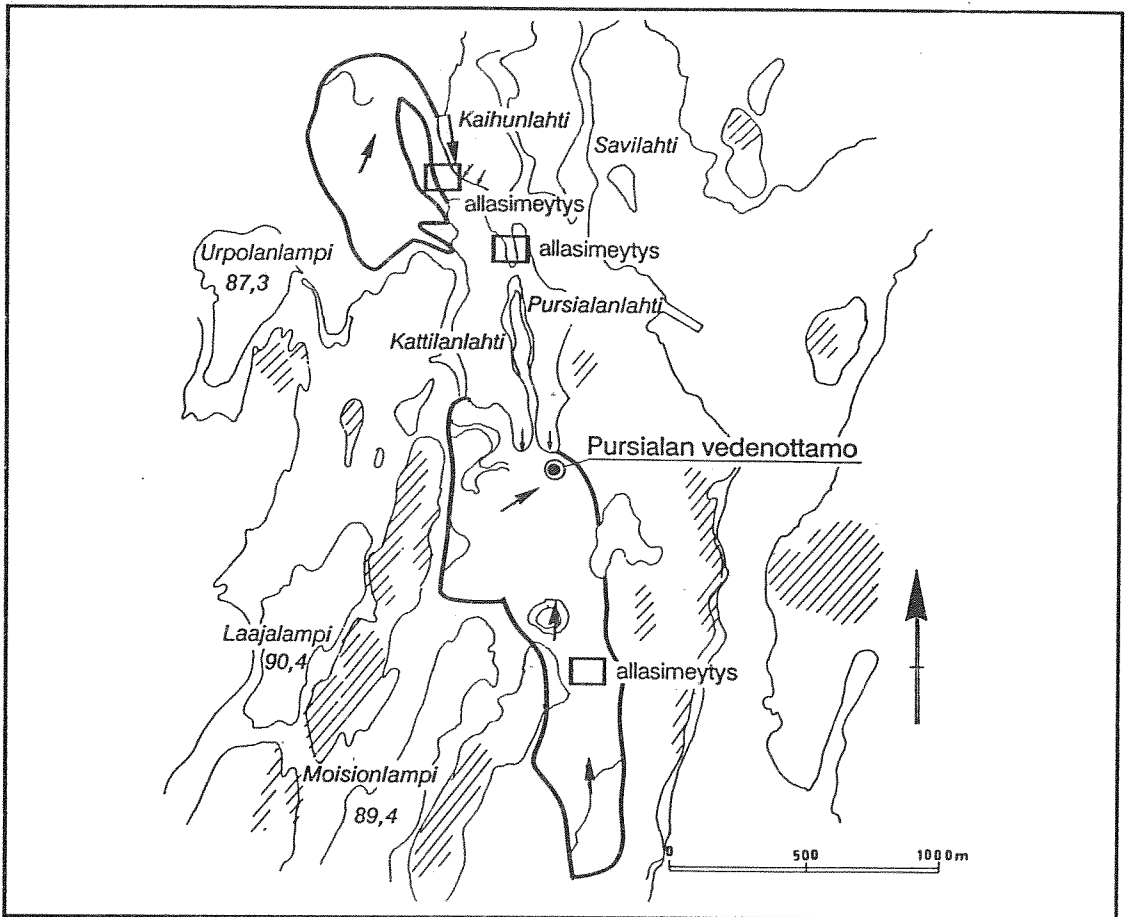 Kaihunlahti
Savilahti
allasimeytys
allasimeytys
Urpolanlampi
87,3
Pursialanlahti
Kattilanlahti
Pursialan vedenottamo
Laajalampi
90,4
allasimeytys
Moisionlampi
89,4
0 500 1000m